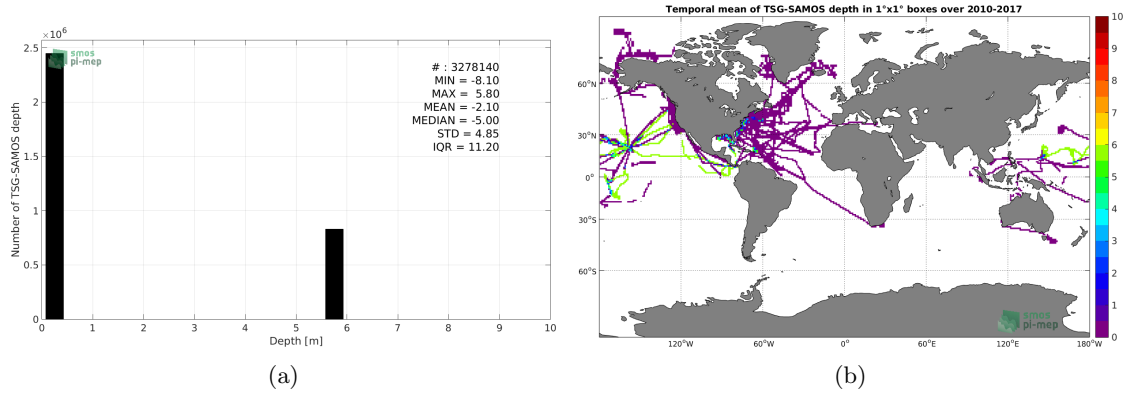 ×10⁶
2.5
2
1.5
1
0.5
0
Number of TSG-SAMOS depth
smos
pi-mep
# : 3278140
MIN = -8.10
MAX = 5.80
MEAN = -2.10
MEDIAN = -5.00
STD = 4.85
IQR = 11.20
0 1 2 3 4 5 6 7 8 9 10
Depth [m]
(a)
Temporal mean of TSG-SAMOS depth in 1°x1° boxes over 2010-2017
60°N
30°N
0°
30°S
60°S
120°W 60°W 0° 60°E 120°E 180°W
smos
pi-mep
10
9
8
7
6
5
4
3
2
1
0
(b)